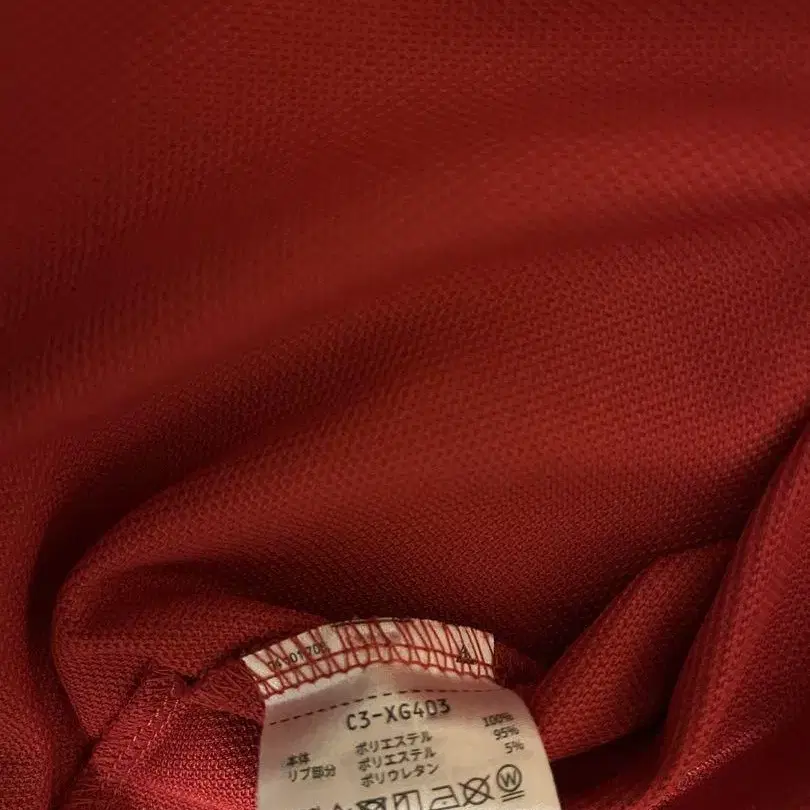 C3-XG403
本体 ポリエステル 100%
リブ部分 ポリエステル 95%
ポリウレタン 5%
W